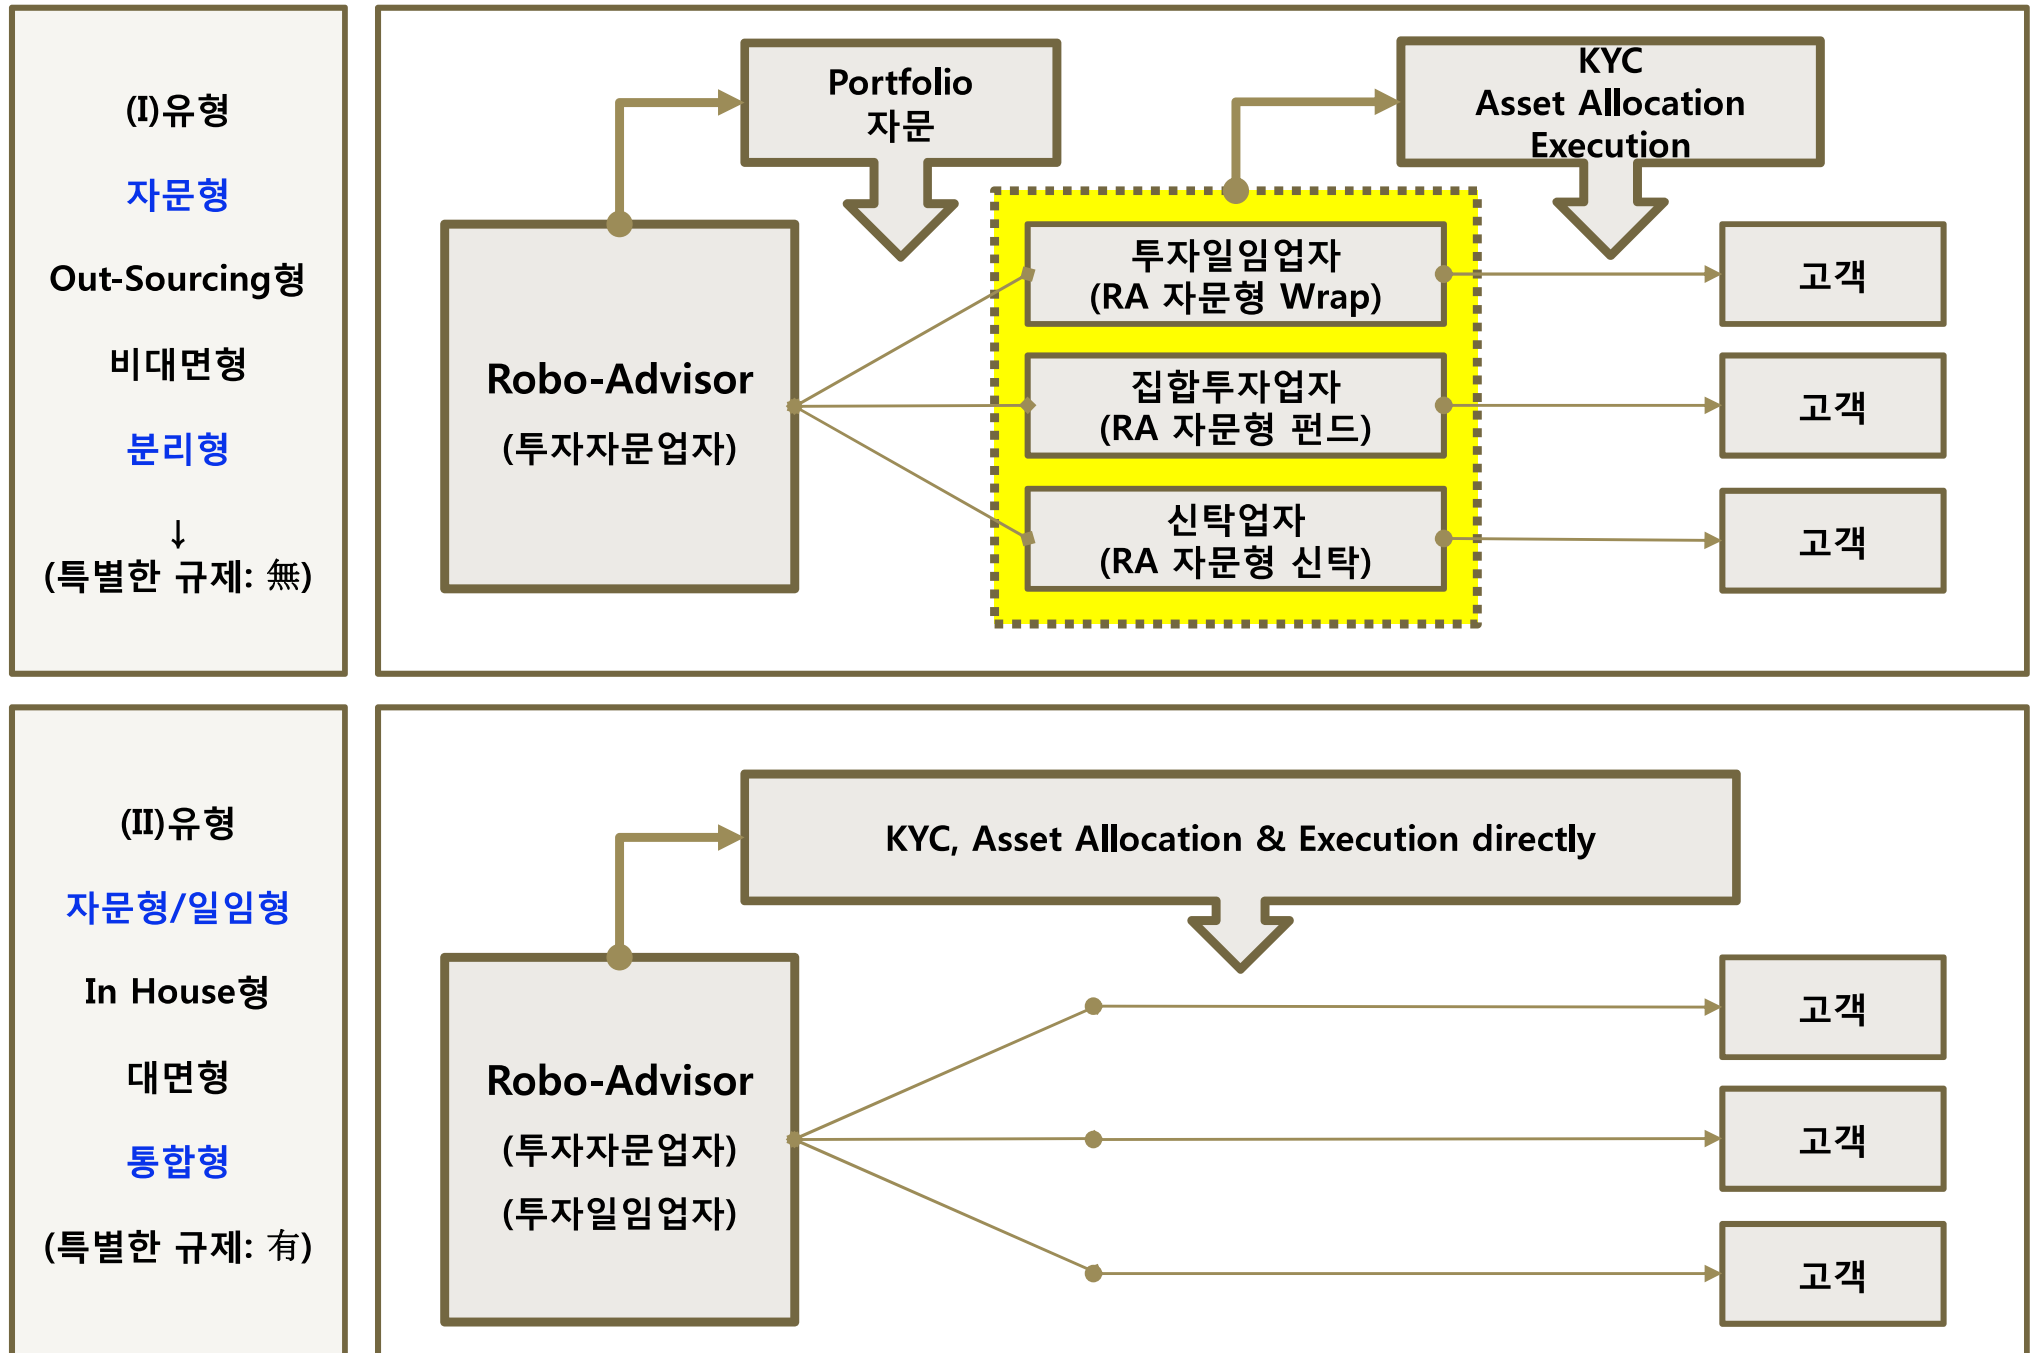 (I)유형
자문형
Out-Sourcing형
비대면형
분리형
↓
(특별한 규제: 無)
Portfolio
자문
KYC
Asset Allocation
Execution
Robo-Advisor
(투자자문업자)
투자일임업자
(RA 자문형 Wrap)
고객
집합투자업자
(RA 자문형 펀드)
고객
신탁업자
(RA 자문형 신탁)
고객
(II)유형
자문형/일임형
In House형
대면형
통합형
(특별한 규제: 有)
KYC, Asset Allocation & Execution directly
Robo-Advisor
(투자자문업자)
(투자일임업자)
고객
고객
고객